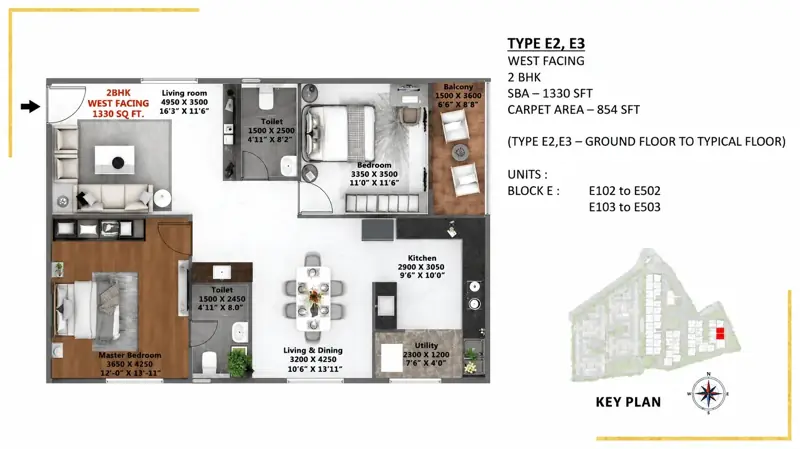 2BHK
WEST FACING
1330 SQ FT.
Living room
4950 X 3500
16'3" X 11'6"
Toilet
1500 X 2500
4'11" X 8'2"
Bedroom
3350 X 3500
11'0" X 11'6"
Balcony
1500 X 3600
6'6" X 8'8"
Kitchen
2900 X 3050
9'6" X 10'0"
Toilet
1500 X 2450
4'11" X 8.0"
Master Bedroom
3650 X 4250
12'-0" X 13'-11"
Living & Dining
3200 X 4250
10'6" X 13'11"
Utility
2300 X 1200
7'6" X 4'0"
TYPE E2, E3
WEST FACING
2 BHK
SBA – 1330 SFT
CARPET AREA – 854 SFT
(TYPE E2,E3 – GROUND FLOOR TO TYPICAL FLOOR)
UNITS :
BLOCK E : E102 to E502
E103 to E503
KEY PLAN
N
W E
S